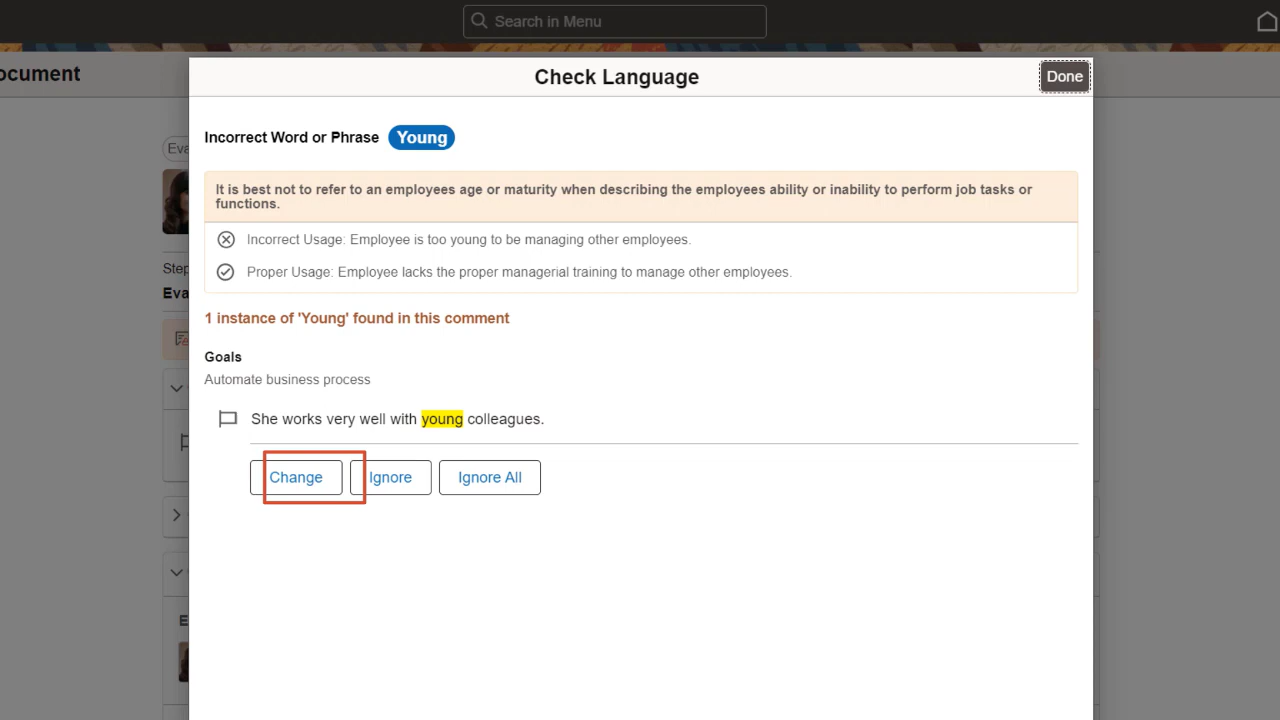 Search in Menu
ocument
Check Language
Done
Incorrect Word or Phrase Young
Eva
It is best not to refer to an employees age or maturity when describing the employees ability or inability to perform job tasks or
functions.
Incorrect Usage: Employee is too young to be managing other employees.
Proper Usage: Employee lacks the proper managerial training to manage other employees.
Step
Eva
1 instance of 'Young' found in this comment
Goals
Automate business process
She works very well with young colleagues.
Change
Ignore
Ignore All
E